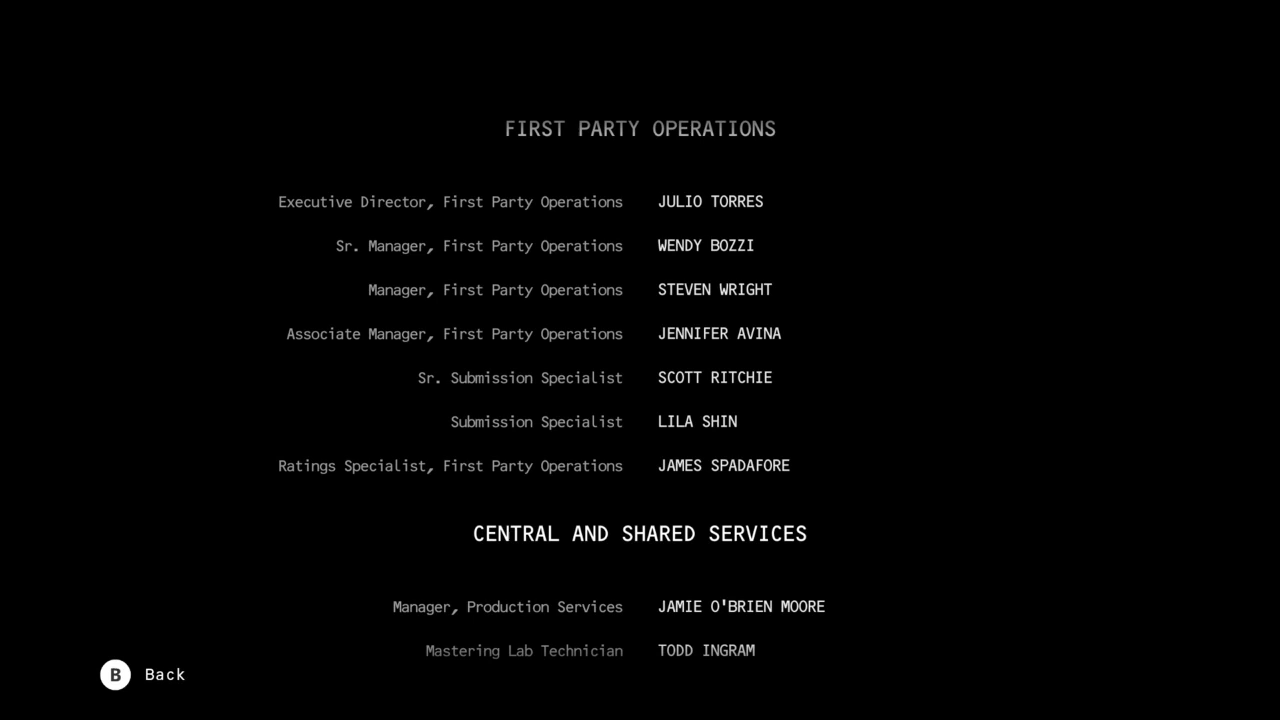 FIRST PARTY OPERATIONS
Executive Director, First Party Operations JULIO TORRES
Sr. Manager, First Party Operations WENDY BOZZI
Manager, First Party Operations STEVEN WRIGHT
Associate Manager, First Party Operations JENNIFER AVINA
Sr. Submission Specialist SCOTT RITCHIE
Submission Specialist LILA SHIN
Ratings Specialist, First Party Operations JAMES SPADAFORE
CENTRAL AND SHARED SERVICES
Manager, Production Services JAMIE O'BRIEN MOORE
Mastering Lab Technician TODD INGRAM
B Back